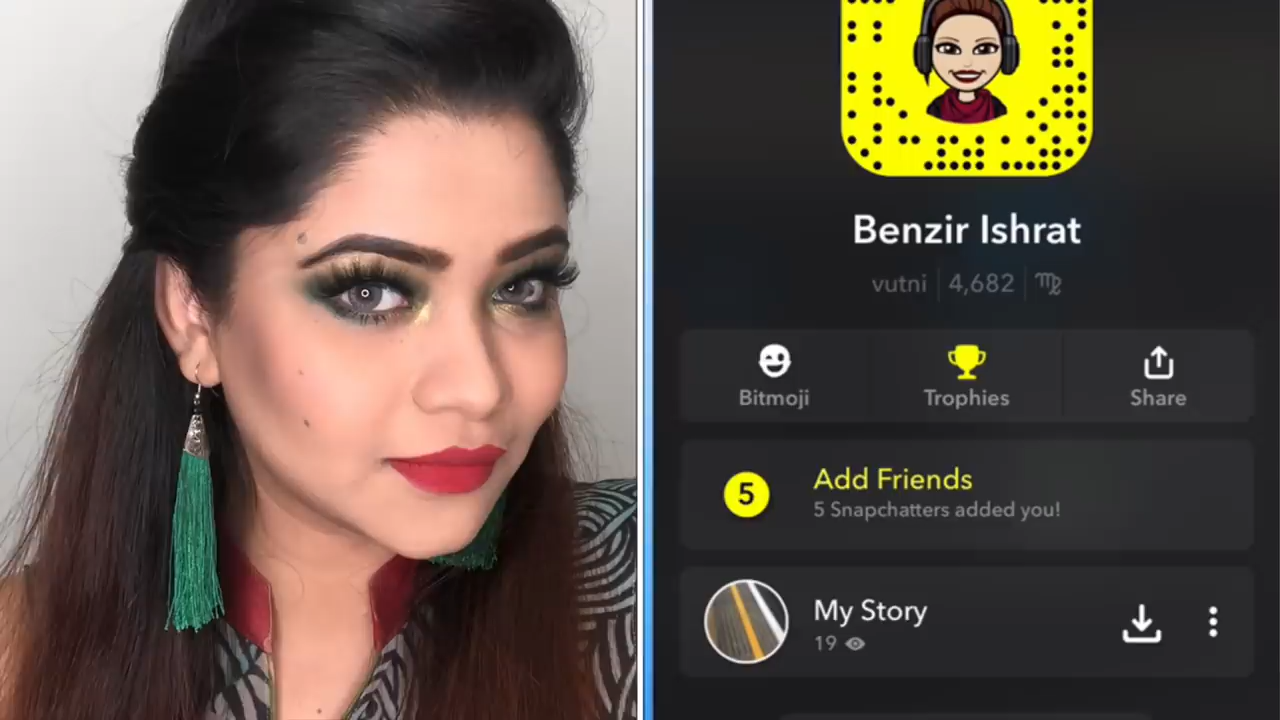 Benzir Ishrat
vutni | 4,682 | ♍
Bitmoji
Trophies
Share
5
Add Friends
5 Snapchatters added you!
My Story
19